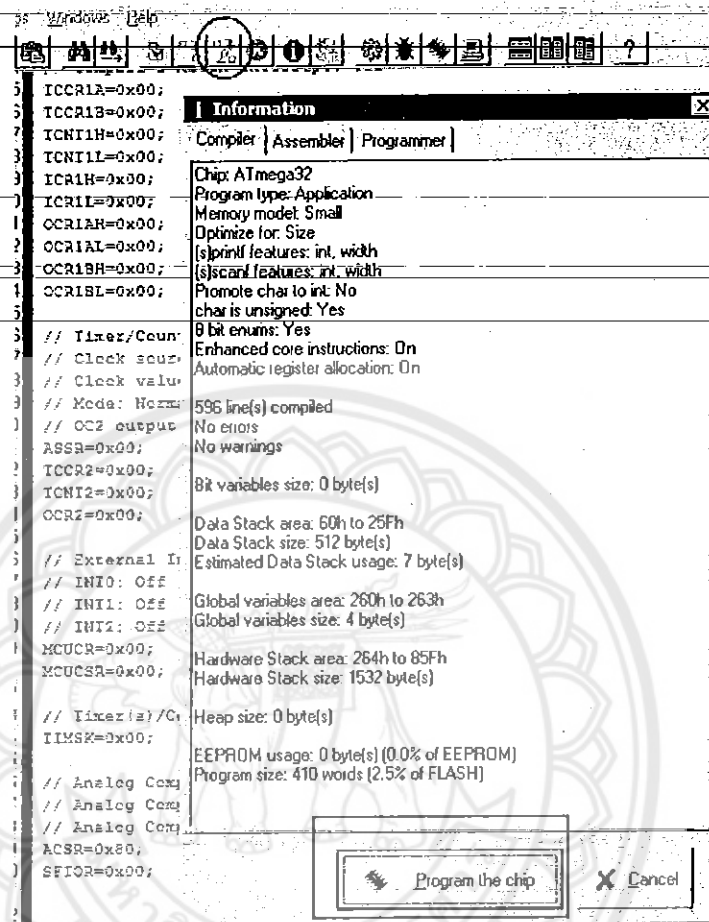 Windows Help
?
TCCR1A=0x00;
TCCR1B=0x00;
TCNT1H=0x00;
TCNT1L=0x00;
ICR1H=0x00;
ICR1L=0x00;
OCR1AH=0x00;
OCR1AL=0x00;
OCR1BH=0x00;
OCR1BL=0x00;
// Timer/Coun
// Clock sour
// Clock valu
// Mode: Norm
// OC2 output
ASSR=0x00;
TCCR2=0x00;
TCNT2=0x00;
OCR2=0x00;
// External I
// INT0: Off
// INT1: Off
// INT2: Off
MCUCR=0x00;
MCUCSR=0x00;
// Timer(s)/C
TIMSK=0x00;
// Analog Com
// Analog Com
// Analog Com
ACSR=0x80;
SFIOR=0x00;
Information
Compiler Assembler Programmer
Chip: ATmega32
Program type: Application
Memory model: Small
Optimize for: Size
(s)printf features: int, width
(s)scanf features: int, width
Promote char to int: No
char is unsigned: Yes
8 bit enums: Yes
Enhanced core instructions: On
Automatic register allocation: On
596 line(s) compiled
No errors
No warnings
Bit variables size: 0 byte(s)
Data Stack area: 60h to 25Fh
Data Stack size: 512 byte(s)
Estimated Data Stack usage: 7 byte(s)
Global variables area: 260h to 263h
Global variables size: 4 byte(s)
Hardware Stack area: 264h to 85Fh
Hardware Stack size: 1532 byte(s)
Heap size: 0 byte(s)
EEPROM usage: 0 byte(s) (0.0% of EEPROM)
Program size: 410 words (2.5% of FLASH)
Program the chip
Cancel